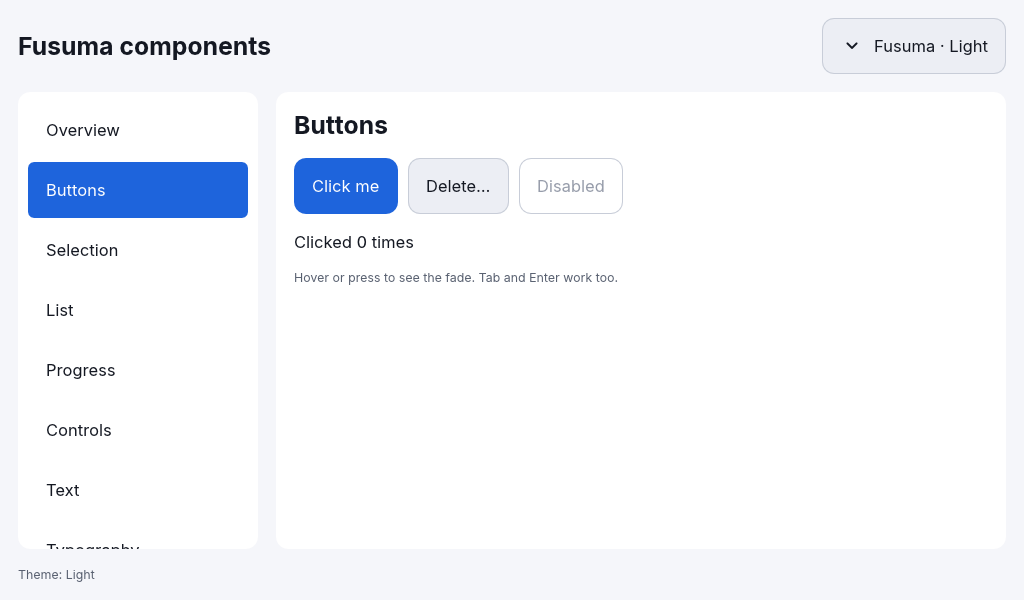 Fusuma components
Fusuma · Light
Overview
Buttons
Selection
List
Progress
Controls
Text
Typography
Buttons
Click me
Delete...
Disabled
Clicked 0 times
Hover or press to see the fade. Tab and Enter work too.
Theme: Light